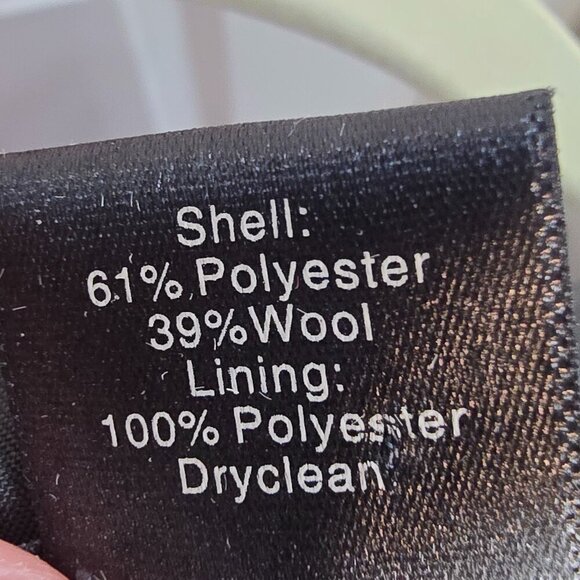 Shell:
61% Polyester
39%Wool
Lining:
100% Polyester
Dryclean